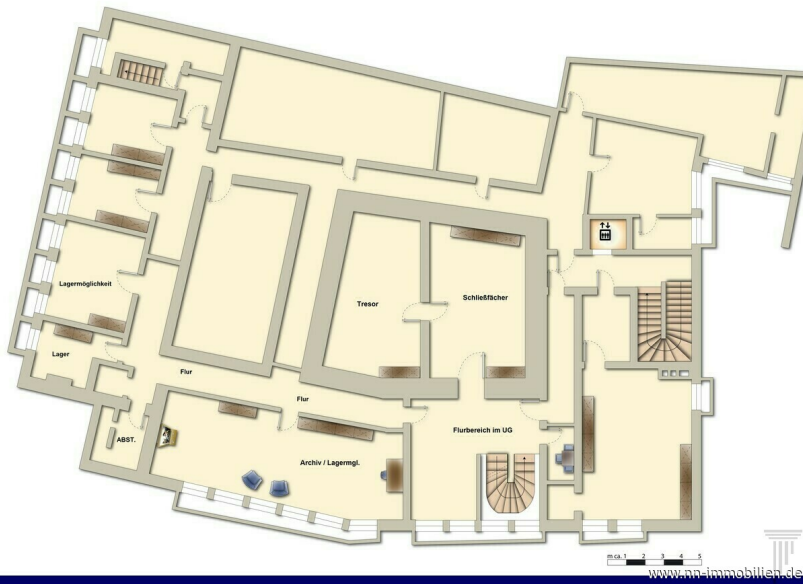 Lagermöglichkeit
Tresor
Schließfächer
Lager
Flur
Flur
Flurbereich im UG
ABST.
Archiv / Lagermgl.
m ca. 1 2 3 4 5
www.nn-immobilien.de